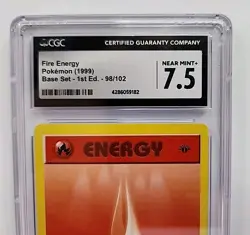 CGC
CERTIFIED GUARANTY COMPANY
Fire Energy
Pokémon (1999)
Base Set - 1st Ed. - 98/102
NEAR MINT+
7.5
4286059182
ENERGY